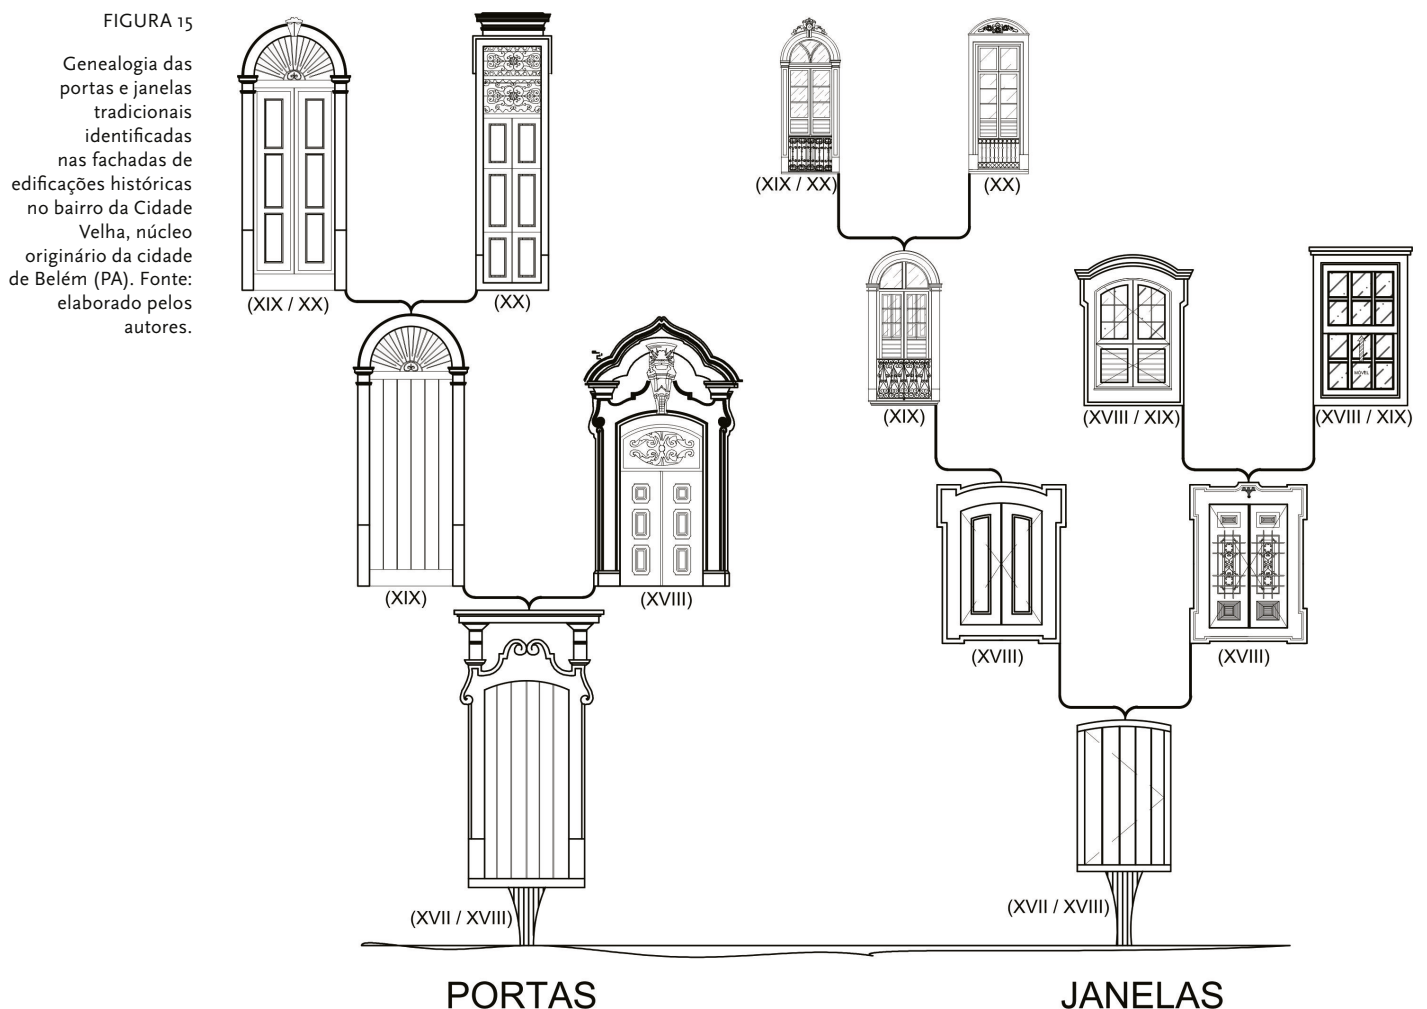 FIGURA 15
Genealogia das
portas e janelas
tradicionais
identificadas
nas fachadas de
edificações históricas
no bairro da Cidade
Velha, núcleo
originário da cidade
de Belém (PA). Fonte:
elaborado pelos
autores.
(XIX / XX)
(XX)
(XIX)
(XVIII)
(XVII / XVIII)
PORTAS
(XIX / XX)
(XX)
(XIX)
(XVIII / XIX)
(XVIII / XIX)
MÓVEL
(XVIII)
(XVIII)
(XVII / XVIII)
JANELAS